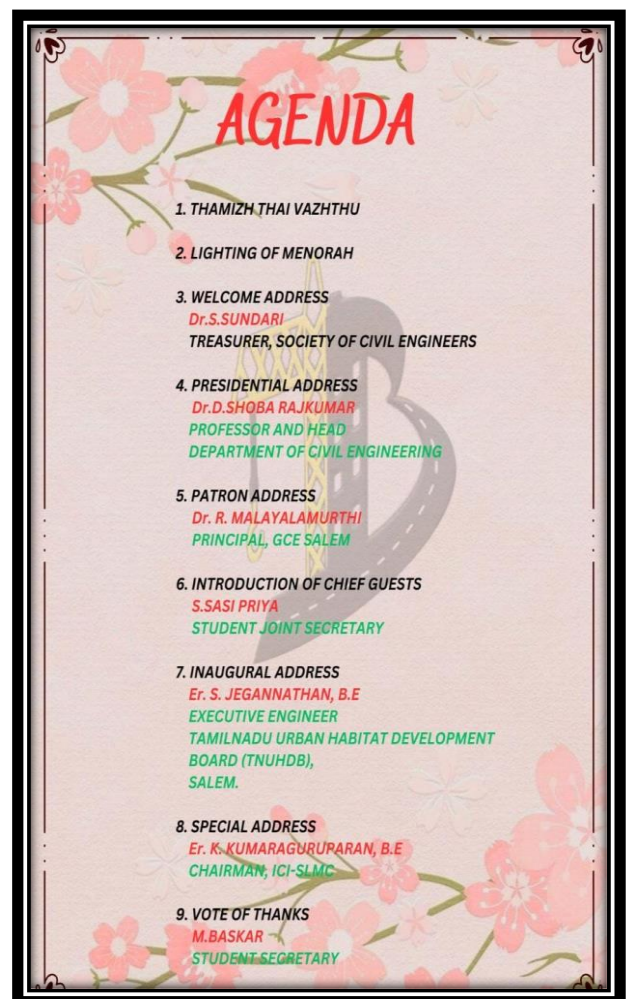 AGENDA
1. THAMIZH THAI VAZHTHU
2. LIGHTING OF MENORAH
3. WELCOME ADDRESS
Dr.S.SUNDARI
TREASURER, SOCIETY OF CIVIL ENGINEERS
4. PRESIDENTIAL ADDRESS
Dr.D.SHOBA RAJKUMAR
PROFESSOR AND HEAD
DEPARTMENT OF CIVIL ENGINEERING
5. PATRON ADDRESS
Dr. R. MALAYALAMURTHI
PRINCIPAL, GCE SALEM
6. INTRODUCTION OF CHIEF GUESTS
S.SASI PRIYA
STUDENT JOINT SECRETARY
7. INAUGURAL ADDRESS
Er. S. JEGANNATHAN, B.E
EXECUTIVE ENGINEER
TAMILNADU URBAN HABITAT DEVELOPMENT
BOARD (TNUHDB),
SALEM.
8. SPECIAL ADDRESS
Er. K. KUMARAGURUPARAN, B.E
CHAIRMAN, ICI-SLMC
9. VOTE OF THANKS
M.BASKAR
STUDENT SECRETARY